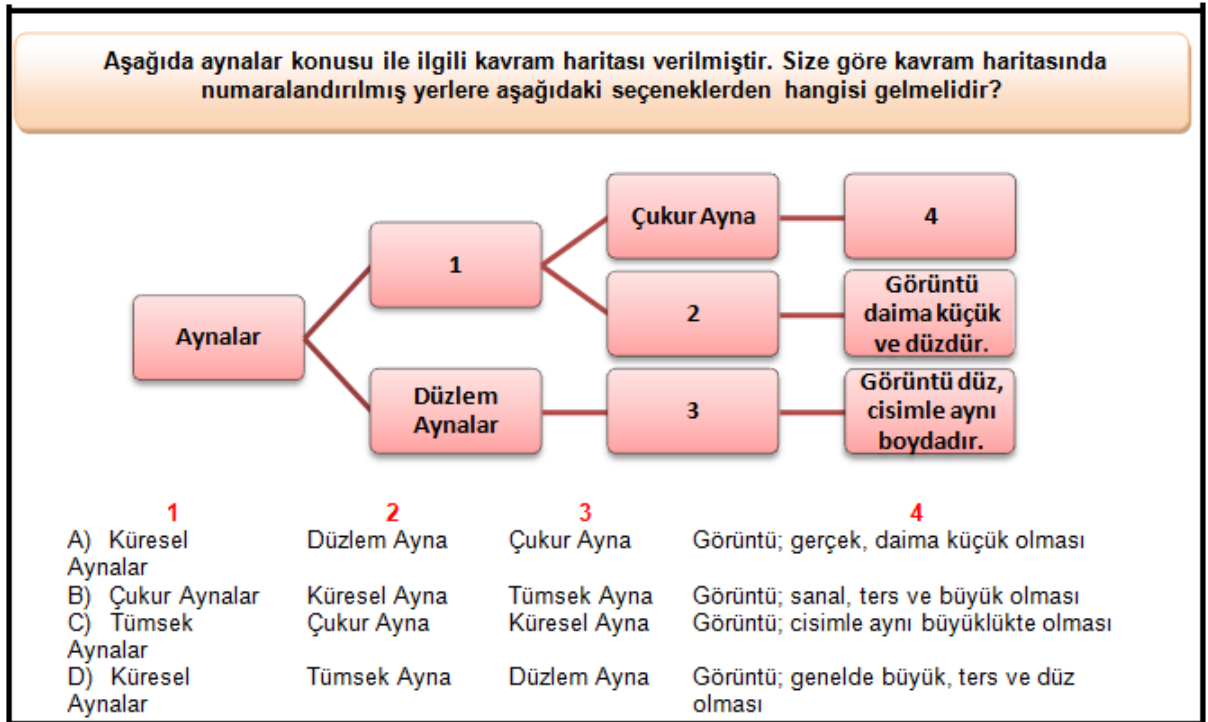 Aşağıda aynalar konusu ile ilgili kavram haritası verilmiştir. Size göre kavram haritasında
numaralandırılmış yerlere aşağıdaki seçeneklerden hangisi gelmelidir?
Çukur Ayna
4
1
Görüntü
daima küçük
ve düzdür.
2
Aynalar
Düzlem
Aynalar
3
Görüntü düz,
cisimle aynı
boydadır.
1 2 3 4
A) Küresel Düzlem Ayna Çukur Ayna Görüntü; gerçek, daima küçük olması
Aynalar
B) Çukur Aynalar Küresel Ayna Tümsek Ayna Görüntü; sanal, ters ve büyük olması
C) Tümsek Çukur Ayna Küresel Ayna Görüntü; cisimle aynı büyüklükte olması
Aynalar
D) Küresel Tümsek Ayna Düzlem Ayna Görüntü; genelde büyük, ters ve düz
Aynalar olması